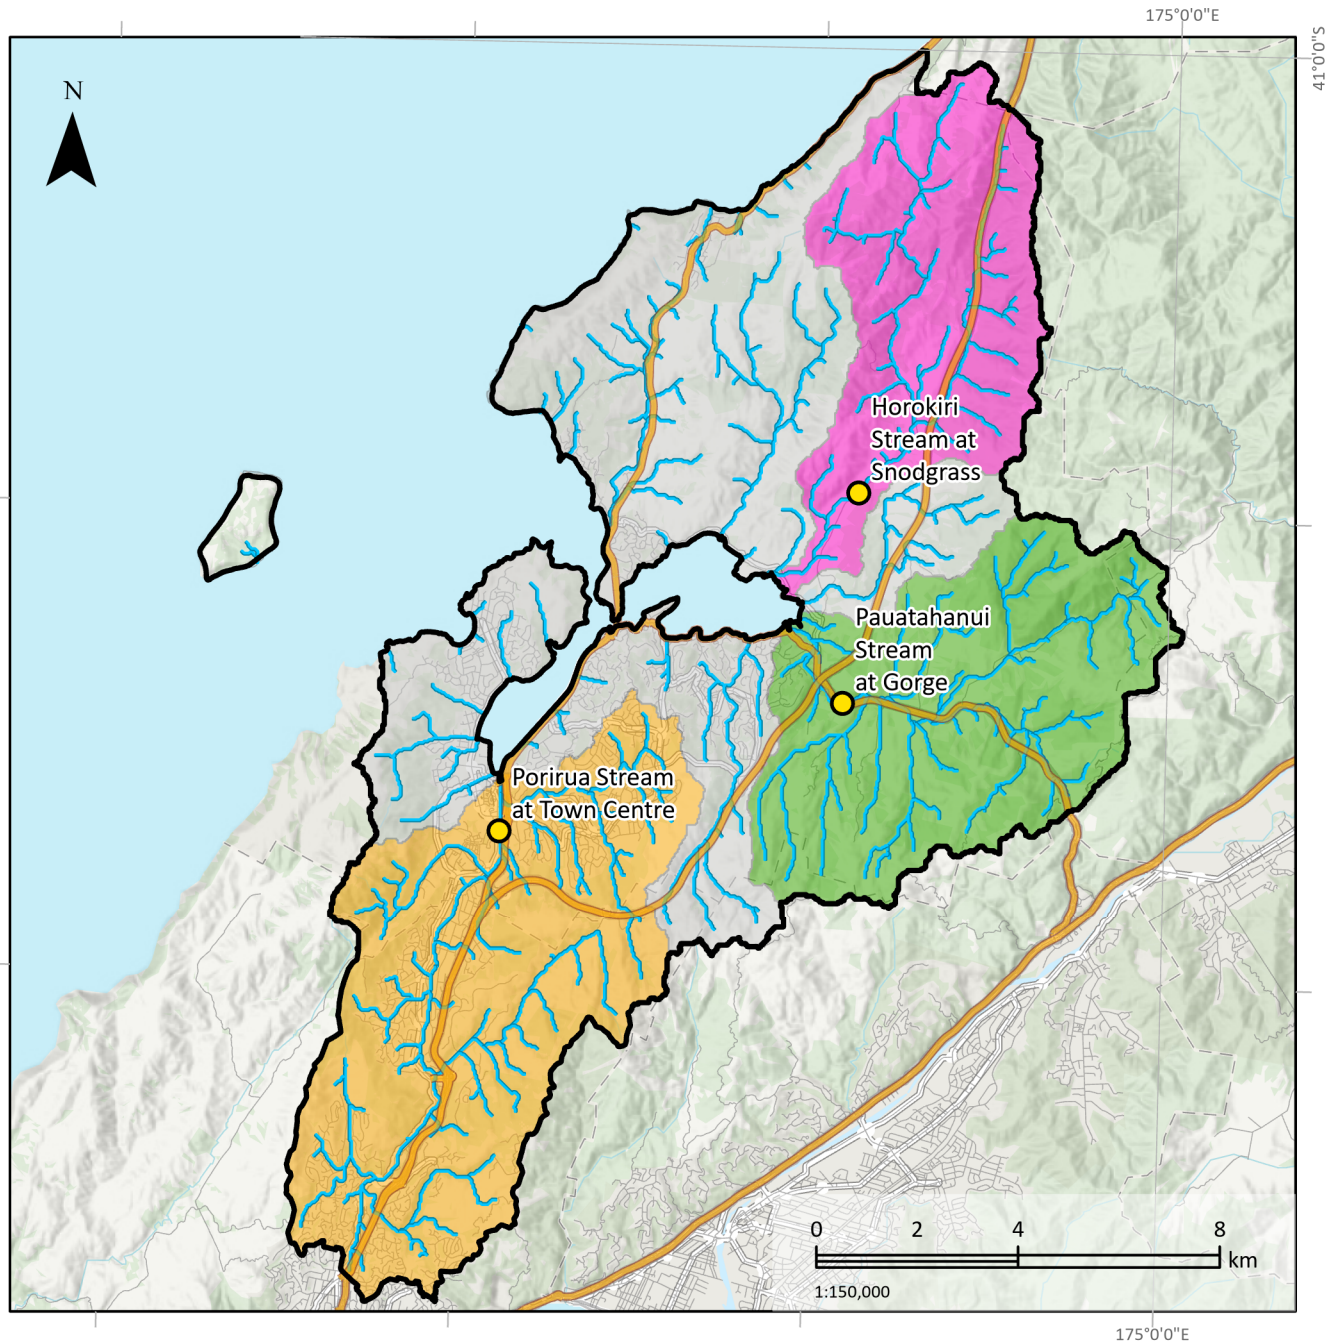 175°0'0"E
41°0'0"S
N
Horokiri
Stream at
Snodgrass
Pauatahanui
Stream
at Gorge
Porirua Stream
at Town Centre
0 2 4 8
km
1:150,000
175°0'0"E